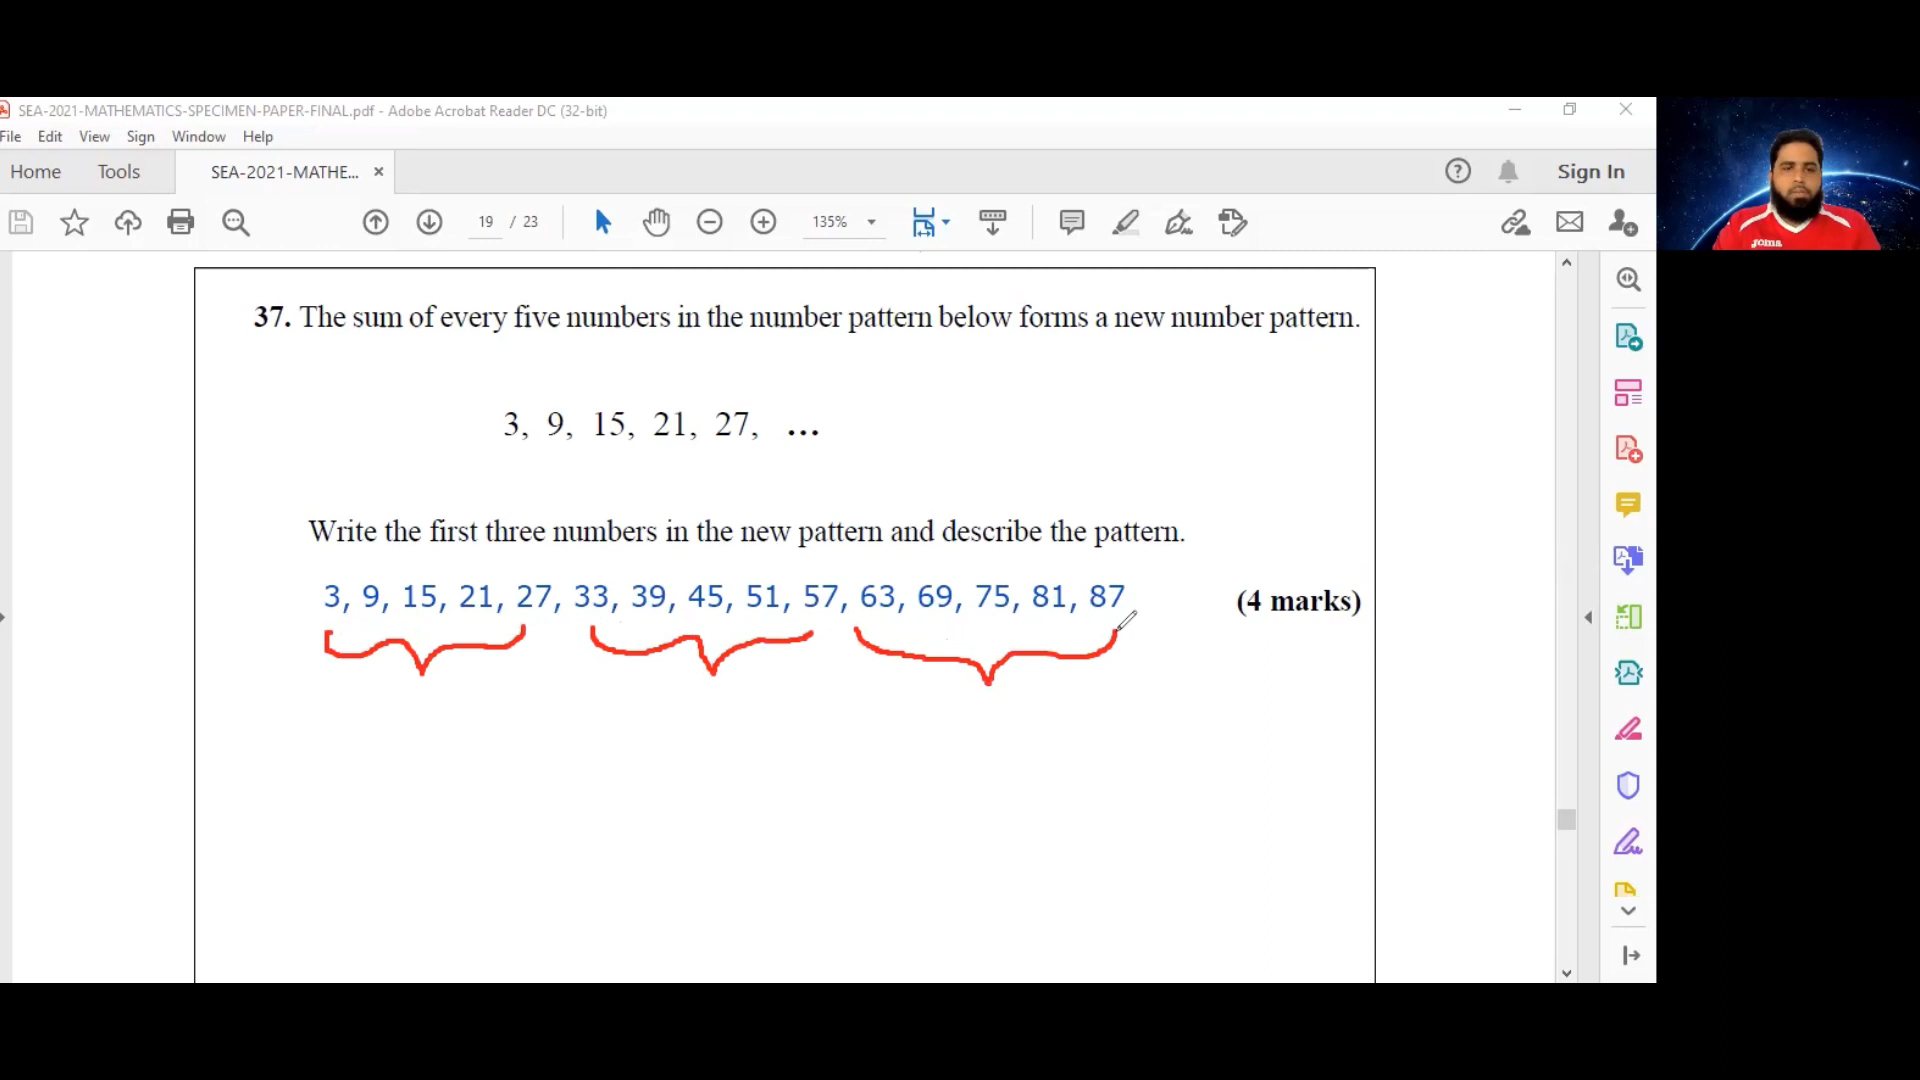 SEA-2021-MATHEMATICS-SPECIMEN-PAPER-FINAL.pdf - Adobe Acrobat Reader DC (32-bit)
File Edit View Sign Window Help
Home Tools SEA-2021-MATHE... Sign In
19 / 23 135%
joma
37. The sum of every five numbers in the number pattern below forms a new number pattern.
3, 9, 15, 21, 27, ...
Write the first three numbers in the new pattern and describe the pattern.
3, 9, 15, 21, 27, 33, 39, 45, 51, 57, 63, 69, 75, 81, 87 (4 marks)